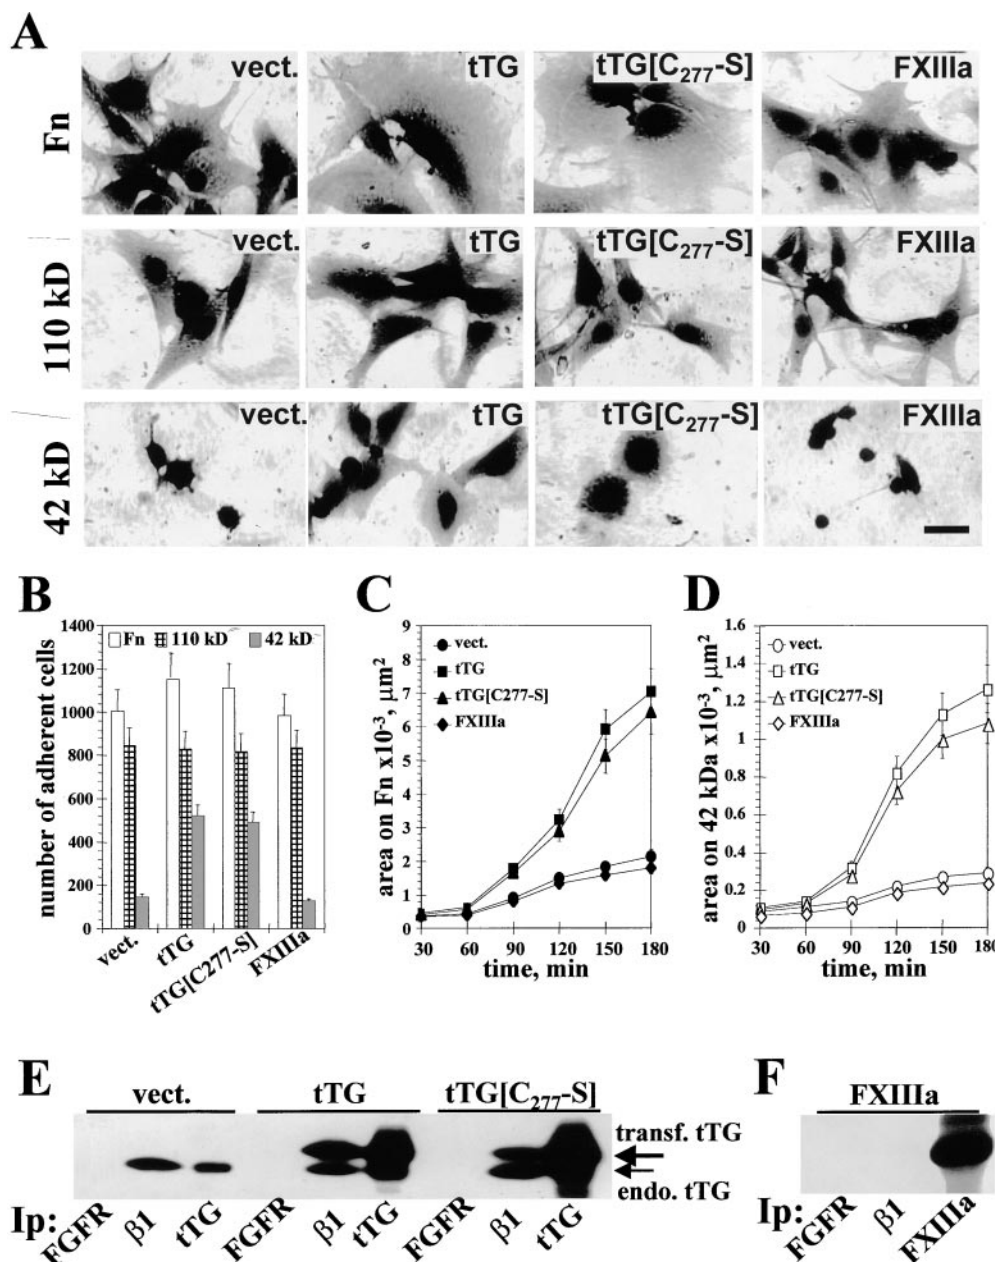 A
Fn
vect.
tTG
tTG[C277-S]
FXIIIa
110 kD
vect.
tTG
tTG[C277-S]
FXIIIa
42 kD
vect.
tTG
tTG[C277-S]
FXIIIa
B
number of adherent cells
1400
1200
1000
800
600
400
200
0
Fn
110 kD
42 kD
vect.
tTG
tTG[C277-S]
FXIIIa
C
area on Fn x10-3, μm2
9
8
7
6
5
4
3
2
1
0
vect.
tTG
tTG[C277-S]
FXIIIa
30 60 90 120 150 180
time, min
D
area on 42 kDa x10-3, μm2
1.6
1.4
1.2
1
0.8
0.6
0.4
0.2
0
vect.
tTG
tTG[C277-S]
FXIIIa
30 60 90 120 150 180
time, min
E
vect.
tTG
tTG[C277-S]
transf. tTG
endo. tTG
Ip: FGFR β1 tTG FGFR β1 tTG FGFR β1 tTG
F
FXIIIa
Ip: FGFR β1 FXIIIa